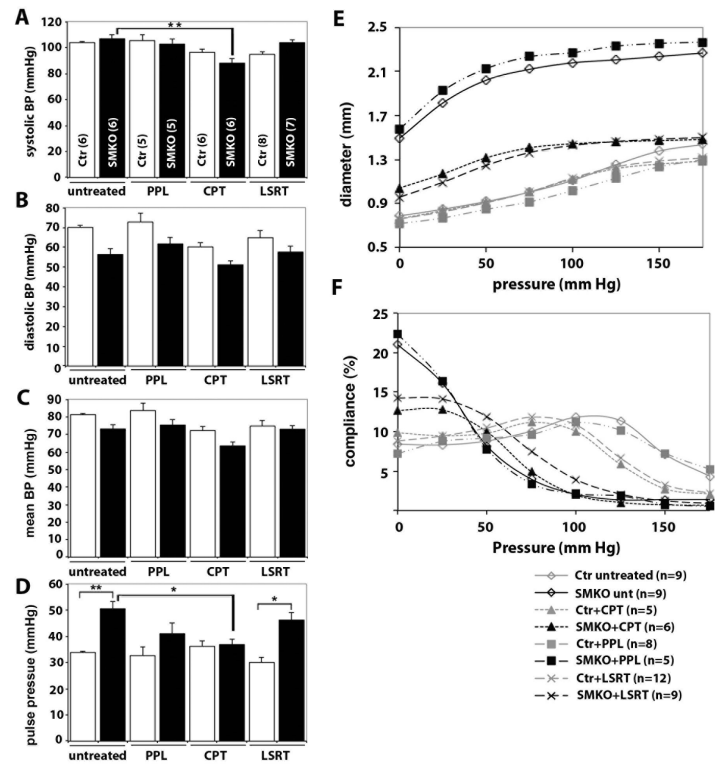 A
systolic BP (mmHg)
120
100
80
60
40
20
0
**
Ctr (6)
SMKO (6)
Ctr (5)
SMKO (5)
Ctr (6)
SMKO (6)
Ctr (8)
SMKO (7)
untreated PPL CPT LSRT
B
diastolic BP (mmHg)
80
70
60
50
40
30
20
10
0
untreated PPL CPT LSRT
C
mean BP (mmHg)
90
80
70
60
50
40
30
20
10
0
untreated PPL CPT LSRT
D
pulse pressue (mmHg)
60
50
40
30
20
10
0
** * *
untreated PPL CPT LSRT
E
diameter (mm)
2.5
2.1
1.7
1.3
0.9
0.5
0 50 100 150
pressure (mm Hg)
F
compliance (%)
25
20
15
10
5
0
0 50 100 150
Pressure (mm Hg)
Ctr untreated (n=9)
SMKO unt (n=9)
Ctr+CPT (n=5)
SMKO+CPT (n=6)
Ctr+PPL (n=8)
SMKO+PPL (n=5)
Ctr+LSRT (n=12)
SMKO+LSRT (n=9)